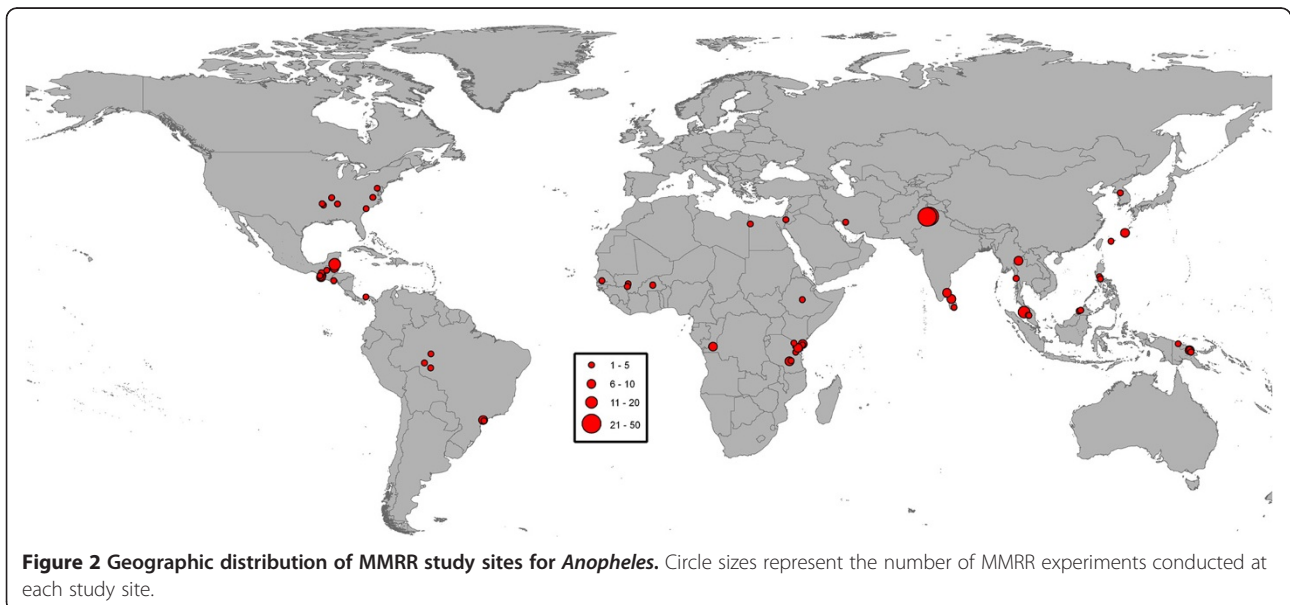 1 - 5
6 - 10
11 - 20
21 - 50
Figure 2 Geographic distribution of MMRR study sites for Anopheles. Circle sizes represent the number of MMRR experiments conducted at
each study site.